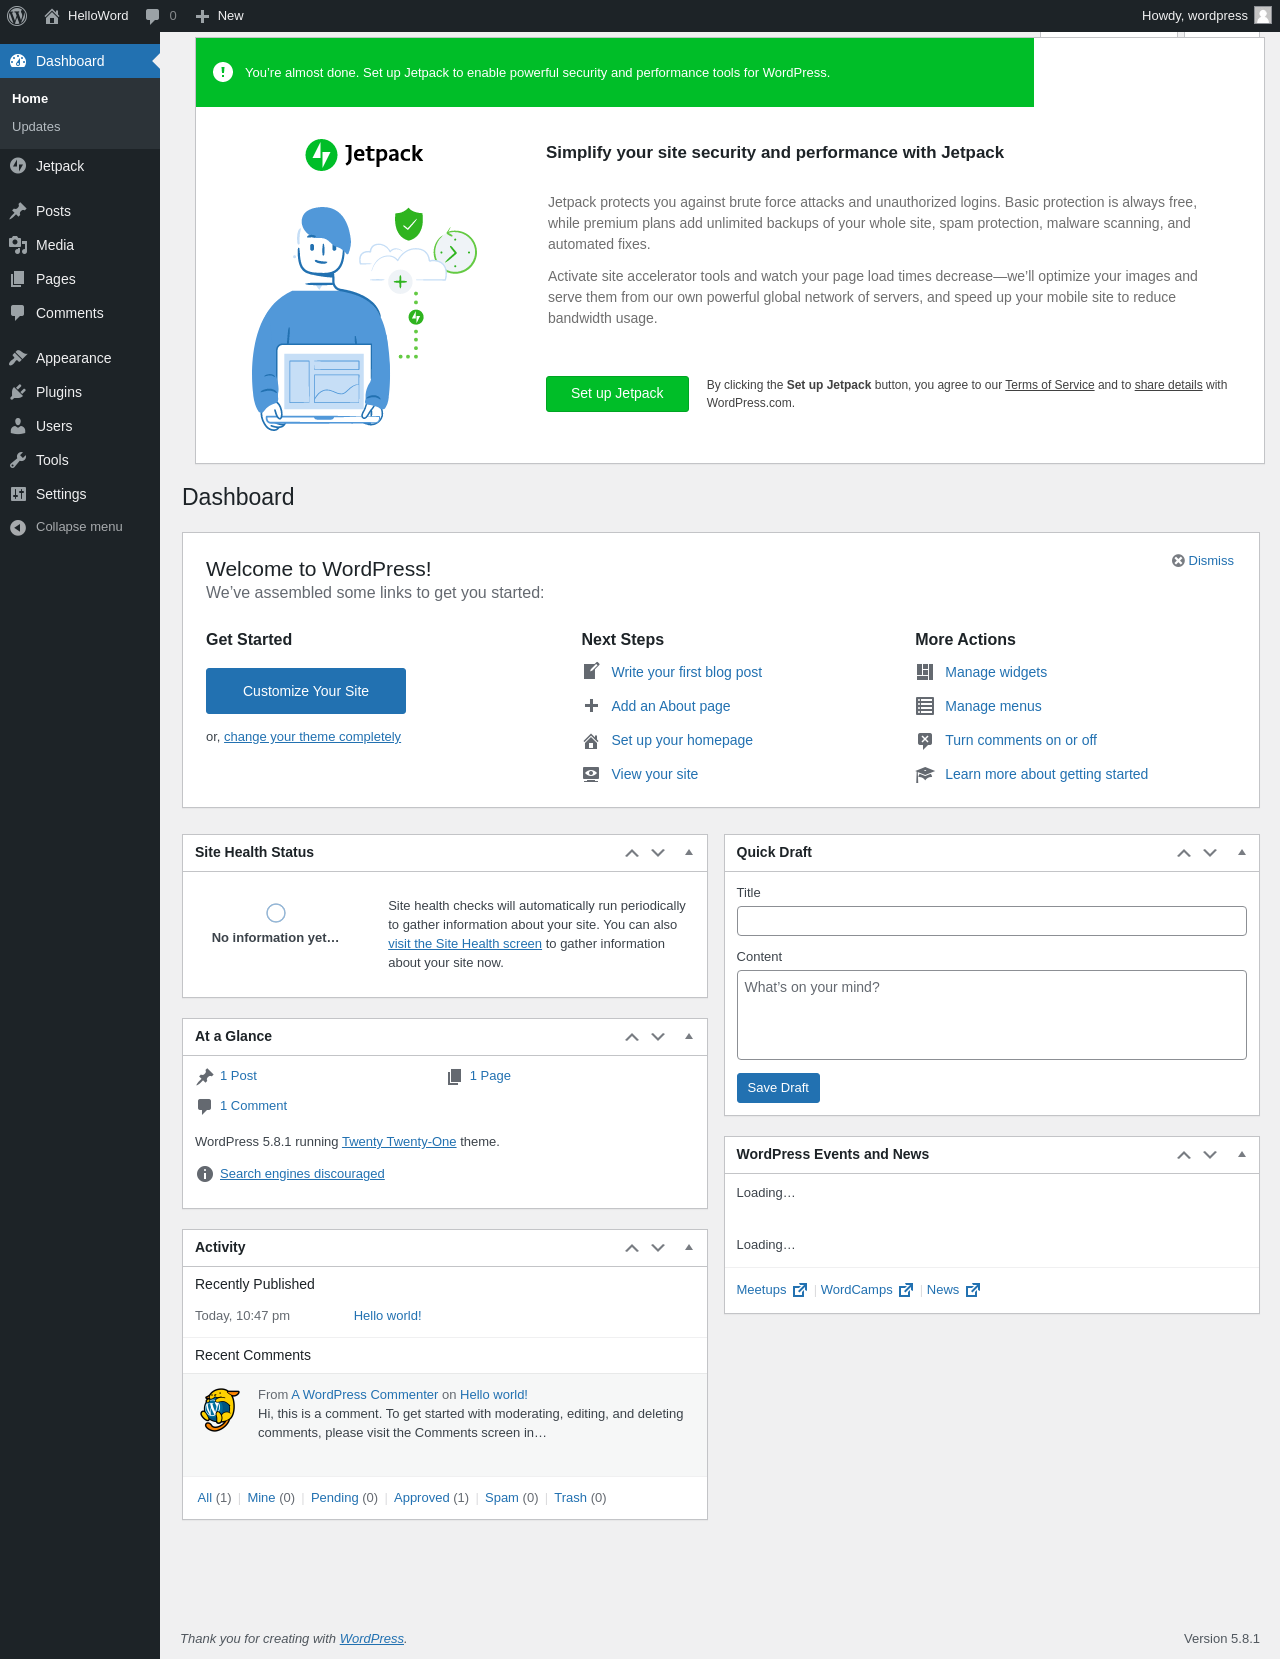 HelloWord 0 New Howdy, wordpress
Dashboard
Home
Updates
Jetpack
Posts
Media
Pages
Comments
Appearance
Plugins
Users
Tools
Settings
Collapse menu
You're almost done. Set up Jetpack to enable powerful security and performance tools for WordPress.
Jetpack
Simplify your site security and performance with Jetpack
Jetpack protects you against brute force attacks and unauthorized logins. Basic protection is always free,
while premium plans add unlimited backups of your whole site, spam protection, malware scanning, and
automated fixes.
Activate site accelerator tools and watch your page load times decrease—we'll optimize your images and
serve them from our own powerful global network of servers, and speed up your mobile site to reduce
bandwidth usage.
Set up Jetpack
By clicking the Set up Jetpack button, you agree to our Terms of Service and to share details with
WordPress.com.
Dashboard
Welcome to WordPress!
Dismiss
We've assembled some links to get you started:
Get Started
Customize Your Site
or, change your theme completely
Next Steps
Write your first blog post
Add an About page
Set up your homepage
View your site
More Actions
Manage widgets
Manage menus
Turn comments on or off
Learn more about getting started
Site Health Status
No information yet…
Site health checks will automatically run periodically
to gather information about your site. You can also
visit the Site Health screen to gather information
about your site now.
At a Glance
1 Post
1 Page
1 Comment
WordPress 5.8.1 running Twenty Twenty-One theme.
Search engines discouraged
Activity
Recently Published
Today, 10:47 pm Hello world!
Recent Comments
From A WordPress Commenter on Hello world!
Hi, this is a comment. To get started with moderating, editing, and deleting
comments, please visit the Comments screen in…
All (1) | Mine (0) | Pending (0) | Approved (1) | Spam (0) | Trash (0)
Quick Draft
Title
Content
What's on your mind?
Save Draft
WordPress Events and News
Loading…
Loading…
Meetups | WordCamps | News
Thank you for creating with WordPress.
Version 5.8.1